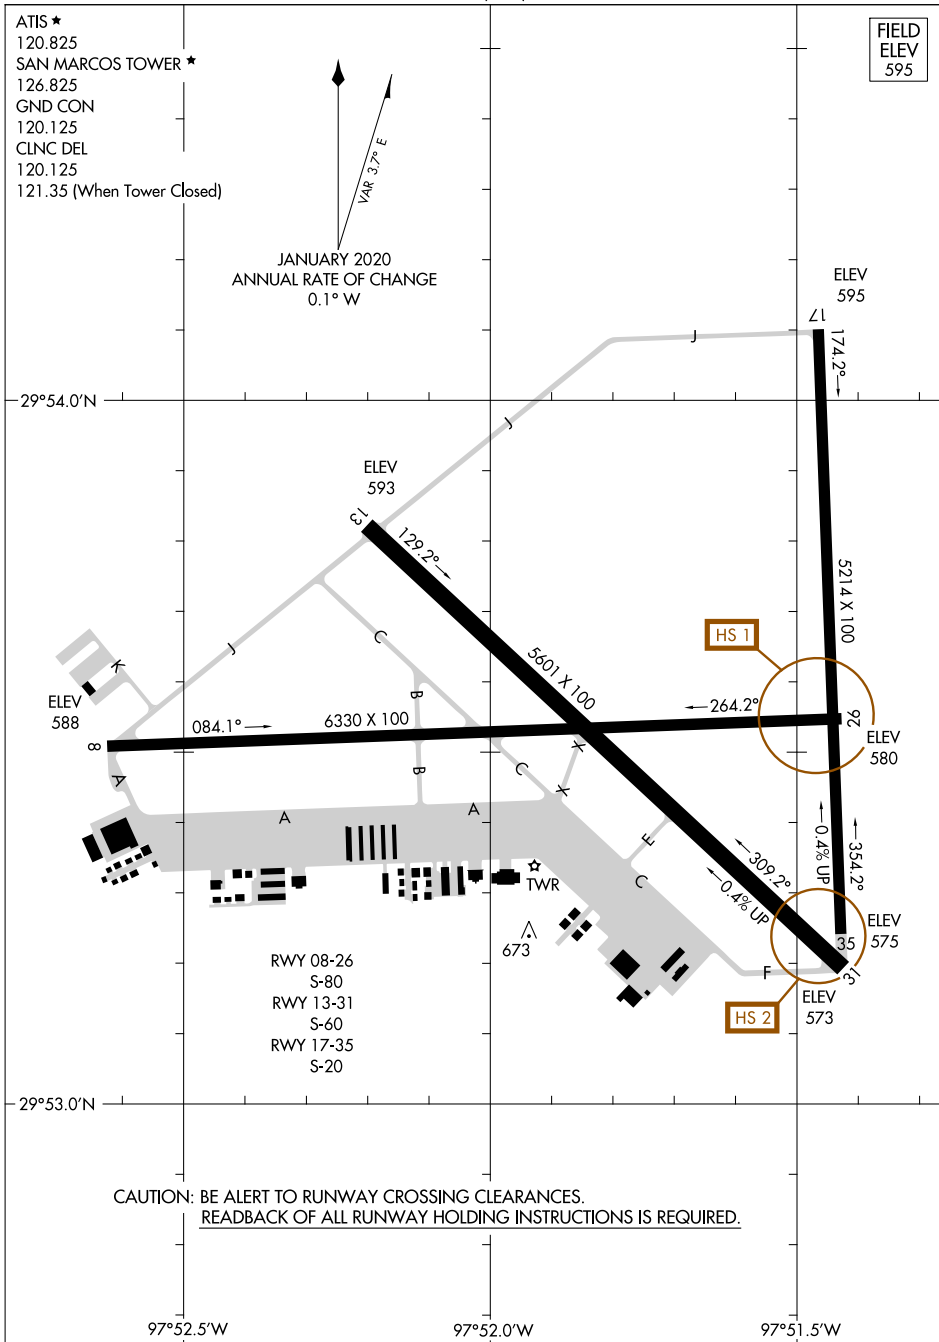 ATIS ★
120.825
SAN MARCOS TOWER ★
126.825
GND CON
120.125
CLNC DEL
120.125
121.35 (When Tower Closed)
FIELD
ELEV
595
VAR 3.7° E
JANUARY 2020
ANNUAL RATE OF CHANGE
0.1° W
ELEV
595
17
174.2°
J
29°54.0'N
J
ELEV
593
13
129.2°
5214 X 100
HS 1
C
J
K
5601 X 100
B
ELEV
588
084.1°
6330 X 100
264.2°
26
8
ELEV
580
X
B
C
A
X
A
A
E
0.4% UP
354.2°
309.2°
C
0.4% UP
TWR
ELEV
575
35
673
F
31
RWY 08-26
S-80
RWY 13-31
S-60
RWY 17-35
S-20
ELEV
573
HS 2
29°53.0'N
CAUTION: BE ALERT TO RUNWAY CROSSING CLEARANCES.
READBACK OF ALL RUNWAY HOLDING INSTRUCTIONS IS REQUIRED.
97°52.5'W
97°52.0'W
97°51.5'W